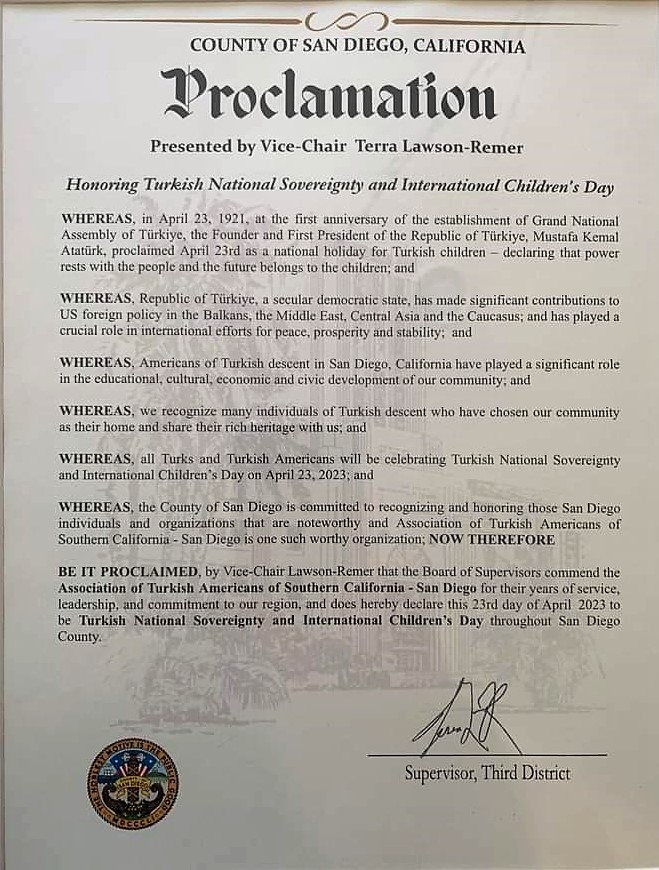 COUNTY OF SAN DIEGO, CALIFORNIA
Proclamation
Presented by Vice-Chair Terra Lawson-Remer
Honoring Turkish National Sovereignty and International Children's Day
WHEREAS, in April 23, 1921, at the first anniversary of the establishment of Grand National
Assembly of Türkiye, the Founder and First President of the Republic of Türkiye, Mustafa Kemal
Atatürk, proclaimed April 23rd as a national holiday for Turkish children – declaring that power
rests with the people and the future belongs to the children; and
WHEREAS, Republic of Türkiye, a secular democratic state, has made significant contributions to
US foreign policy in the Balkans, the Middle East, Central Asia and the Caucasus; and has played a
crucial role in international efforts for peace, prosperity and stability; and
WHEREAS, Americans of Turkish descent in San Diego, California have played a significant role
in the educational, cultural, economic and civic development of our community; and
WHEREAS, we recognize many individuals of Turkish descent who have chosen our community
as their home and share their rich heritage with us; and
WHEREAS, all Turks and Turkish Americans will be celebrating Turkish National Sovereignty
and International Children's Day on April 23, 2023; and
WHEREAS, the County of San Diego is committed to recognizing and honoring those San Diego
individuals and organizations that are noteworthy and Association of Turkish Americans of
Southern California - San Diego is one such worthy organization; NOW THEREFORE
BE IT PROCLAIMED, by Vice-Chair Lawson-Remer that the Board of Supervisors commend the
Association of Turkish Americans of Southern California - San Diego for their years of service,
leadership, and commitment to our region, and does hereby declare this 23rd day of April 2023 to
be Turkish National Sovereignty and International Children's Day throughout San Diego
County.
Supervisor, Third District
THE NOBLEST MOTIVE IS THE PUBLIC GOOD
SAN DIEGO
MDCCCLII